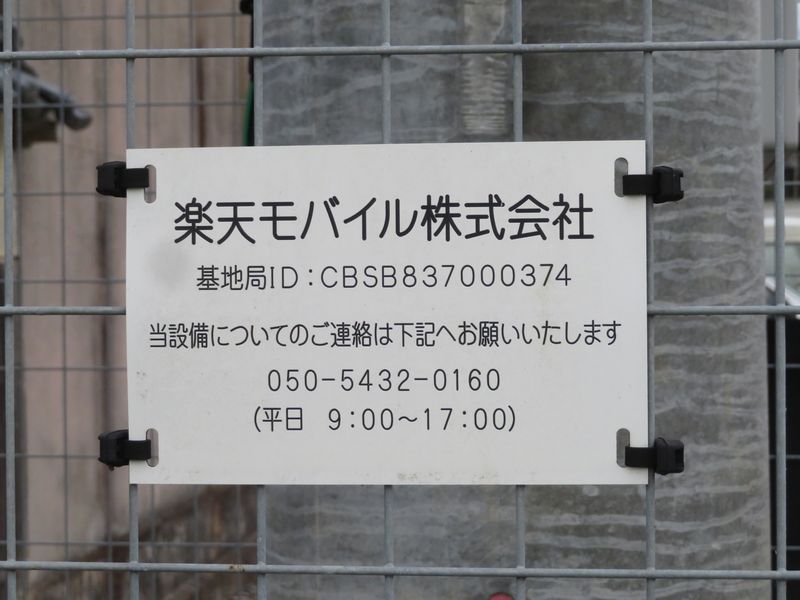 楽天モバイル株式会社
基地局ID：CBSB837000374
当設備についてのご連絡は下記へお願いいたします
050-5432-0160
(平日　9:00～17:00)